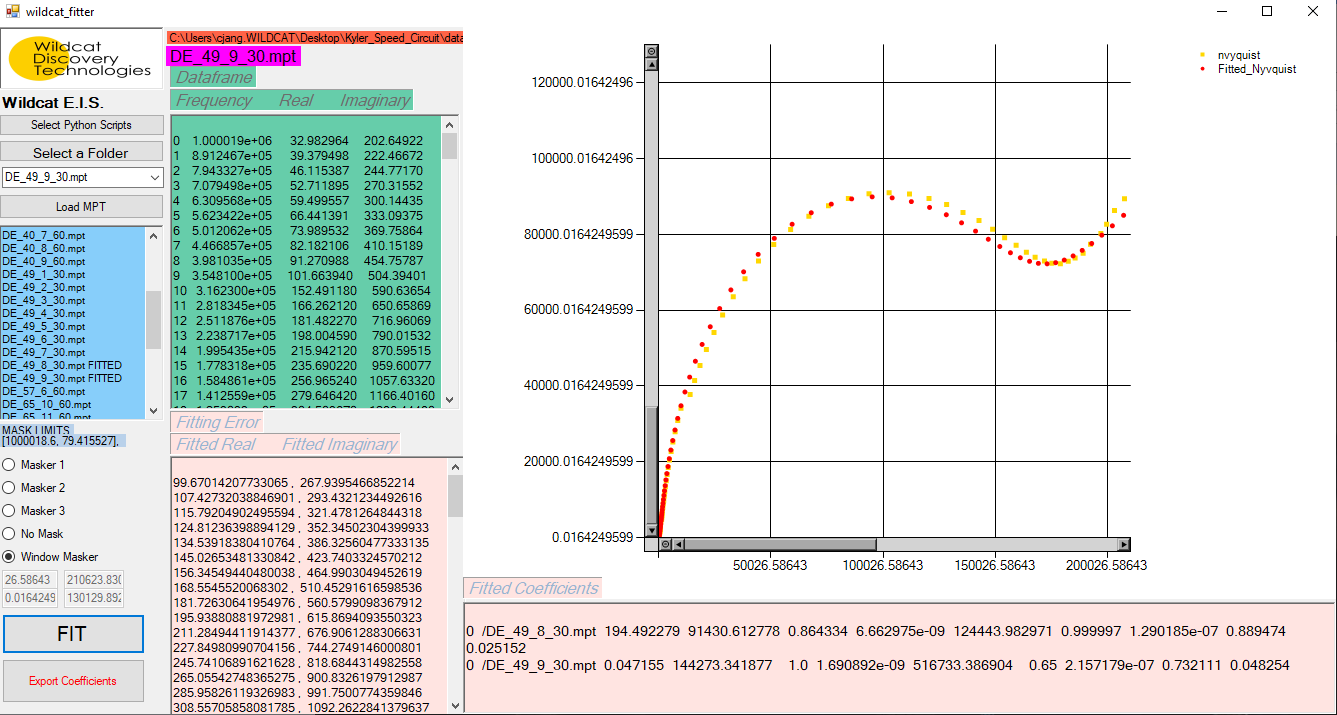 wildcat_fitter
Wildcat
Discovery
Technologies
Wildcat E.I.S.
Select Python Scripts
Select a Folder
DE_49_9_30.mpt
Load MPT
DE_40_7_60.mpt
DE_40_8_60.mpt
DE_40_9_60.mpt
DE_49_1_30.mpt
DE_49_2_30.mpt
DE_49_3_30.mpt
DE_49_4_30.mpt
DE_49_5_30.mpt
DE_49_6_30.mpt
DE_49_7_30.mpt
DE_49_8_30.mpt FITTED
DE_49_9_30.mpt FITTED
DE_57_6_60.mpt
DE_65_10_60.mpt
DE_65_11_60.mpt
MASK LIMITS
[1000018.6, 79.415527],
Masker 1
Masker 2
Masker 3
No Mask
Window Masker
26.58643 210623.830
0.0164249 130129.892
FIT
Export Coefficients
C:\Users\cjang.WILDCAT\Desktop\Kyler_Speed_Circuit\data
DE_49_9_30.mpt
Dataframe
Frequency Real Imaginary
0 1.000019e+06 32.982964 202.64922
1 8.912467e+05 39.379498 222.46672
2 7.943327e+05 46.115387 244.77170
3 7.079498e+05 52.711895 270.31552
4 6.309568e+05 59.499557 300.14435
5 5.623422e+05 66.441391 333.09375
6 5.012062e+05 73.989532 369.75864
7 4.466857e+05 82.182106 410.15189
8 3.981035e+05 91.270988 454.75787
9 3.548100e+05 101.663940 504.39401
10 3.162300e+05 152.491180 590.63654
11 2.818345e+05 166.262120 650.65869
12 2.511876e+05 181.482270 716.96069
13 2.238717e+05 198.004590 790.01532
14 1.995435e+05 215.942120 870.59515
15 1.778318e+05 235.690220 959.60077
16 1.584861e+05 256.965240 1057.63320
17 1.412559e+05 279.646420 1166.40160
Fitting Error
Fitted Real Fitted Imaginary
99.67014207733065 , 267.9395466852214
107.42732038846901 , 293.4321234492616
115.79204902495594 , 321.4781264844318
124.81236398894129 , 352.34502304399933
134.53918380410764 , 386.32560477333135
145.02653481330842 , 423.7403324570212
156.34549440480038 , 464.9903049452619
168.5545520068302 , 510.45291616598536
181.72630641954976 , 560.5799098367912
195.93880881972981 , 615.8694093550323
211.28494411914377 , 676.9061288306631
227.84980990704156 , 744.2749146000801
245.74106891621628 , 818.6844314982558
265.05542748365275 , 900.8326197912987
285.95826119326983 , 991.7500774359846
308.55705858081785 , 1092.2622841379637
nvyquist
Fitted_Nyvquist
120000.01642496
100000.01642496
80000.0164249599
60000.0164249599
40000.0164249599
20000.0164249599
0.0164249599
50026.58643 100026.58643 150026.58643 200026.58643
Fitted Coefficients
0 /DE_49_8_30.mpt 194.492279 91430.612778 0.864334 6.662975e-09 124443.982971 0.999997 1.290185e-07 0.889474
0.025152
0 /DE_49_9_30.mpt 0.047155 144273.341877 1.0 1.690892e-09 516733.386904 0.65 2.157179e-07 0.732111 0.048254